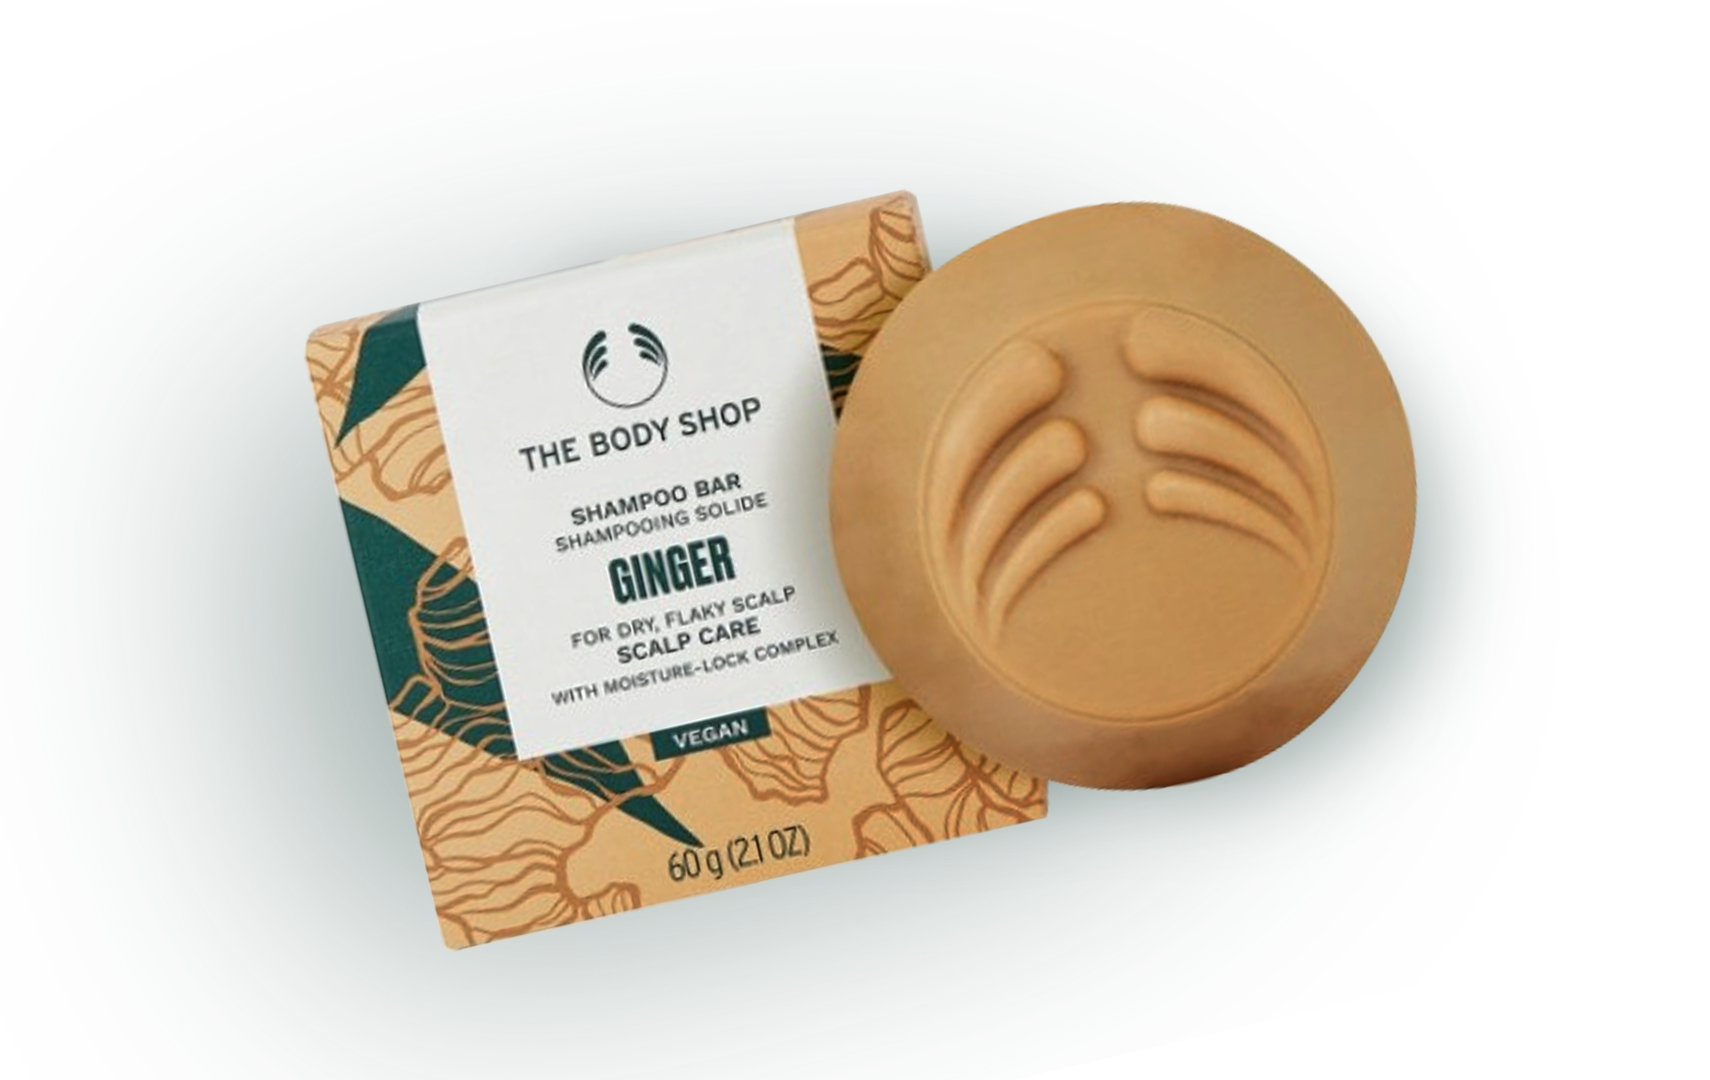 THE BODY SHOP
SHAMPOO BAR
SHAMPOOING SOLIDE
GINGER
FOR DRY, FLAKY SCALP
SCALP CARE
WITH MOISTURE-LOCK COMPLEX
VEGAN
60 g (2.1 OZ)